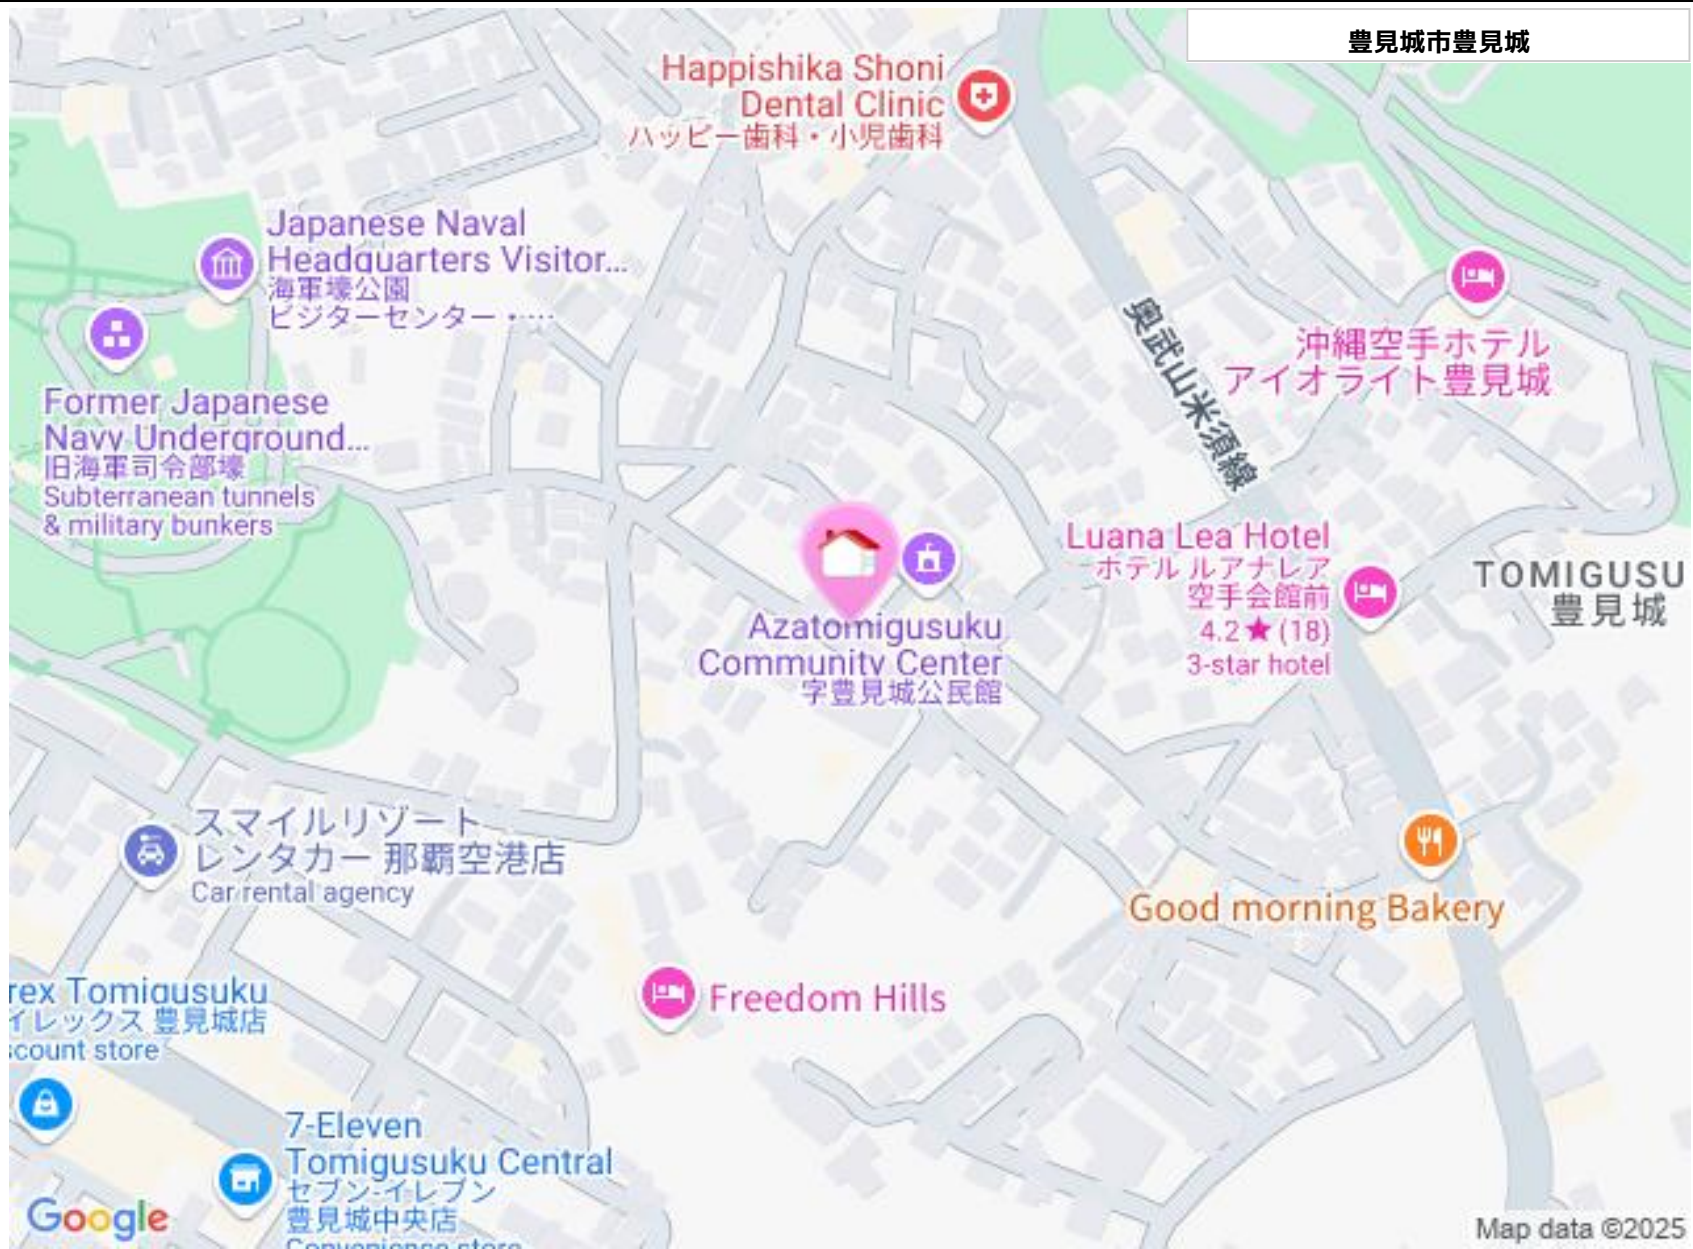 豊見城市豊見城
Happishika Shoni
Dental Clinic
ハッピー歯科・小児歯科
Japanese Naval
Headquarters Visitor...
海軍壕公園
ビジターセンター・…
沖縄空手ホテル
アイオライト豊見城
奥武山米須線
Former Japanese
Navy Underground...
旧海軍司令部壕
Subterranean tunnels
& military bunkers
Luana Lea Hotel
ホテル ルアナレア
空手会館前
4.2★(18)
3-star hotel
TOMIGUSU
豊見城
Azatomigusuku
Community Center
字豊見城公民館
スマイルリゾート
レンタカー 那覇空港店
Car rental agency
Good morning Bakery
Freedom Hills
rex Tomigusuku
イレックス 豊見城店
scount store
7-Eleven
Tomigusuku Central
セブン-イレブン
豊見城中央店
Convenience store
Google
Map data ©2025